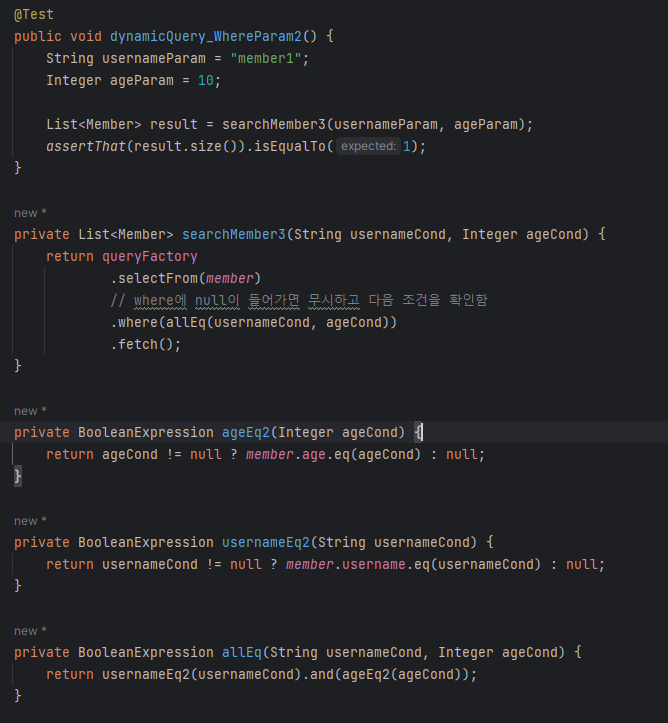 @Test
public void dynamicQuery_WhereParam2() {
    String usernameParam = "member1";
    Integer ageParam = 10;
    List<Member> result = searchMember3(usernameParam, ageParam);
    assertThat(result.size()).isEqualTo( expected: 1);
}
new *
private List<Member> searchMember3(String usernameCond, Integer ageCond) {
    return queryFactory
            .selectFrom(member)
            // where에 null이 들어가면 무시하고 다음 조건을 확인함
            .where(allEq(usernameCond, ageCond))
            .fetch();
}
new *
private BooleanExpression ageEq2(Integer ageCond) {
    return ageCond != null ? member.age.eq(ageCond) : null;
}
new *
private BooleanExpression usernameEq2(String usernameCond) {
    return usernameCond != null ? member.username.eq(usernameCond) : null;
}
new *
private BooleanExpression allEq(String usernameCond, Integer ageCond) {
    return usernameEq2(usernameCond).and(ageEq2(ageCond));
}